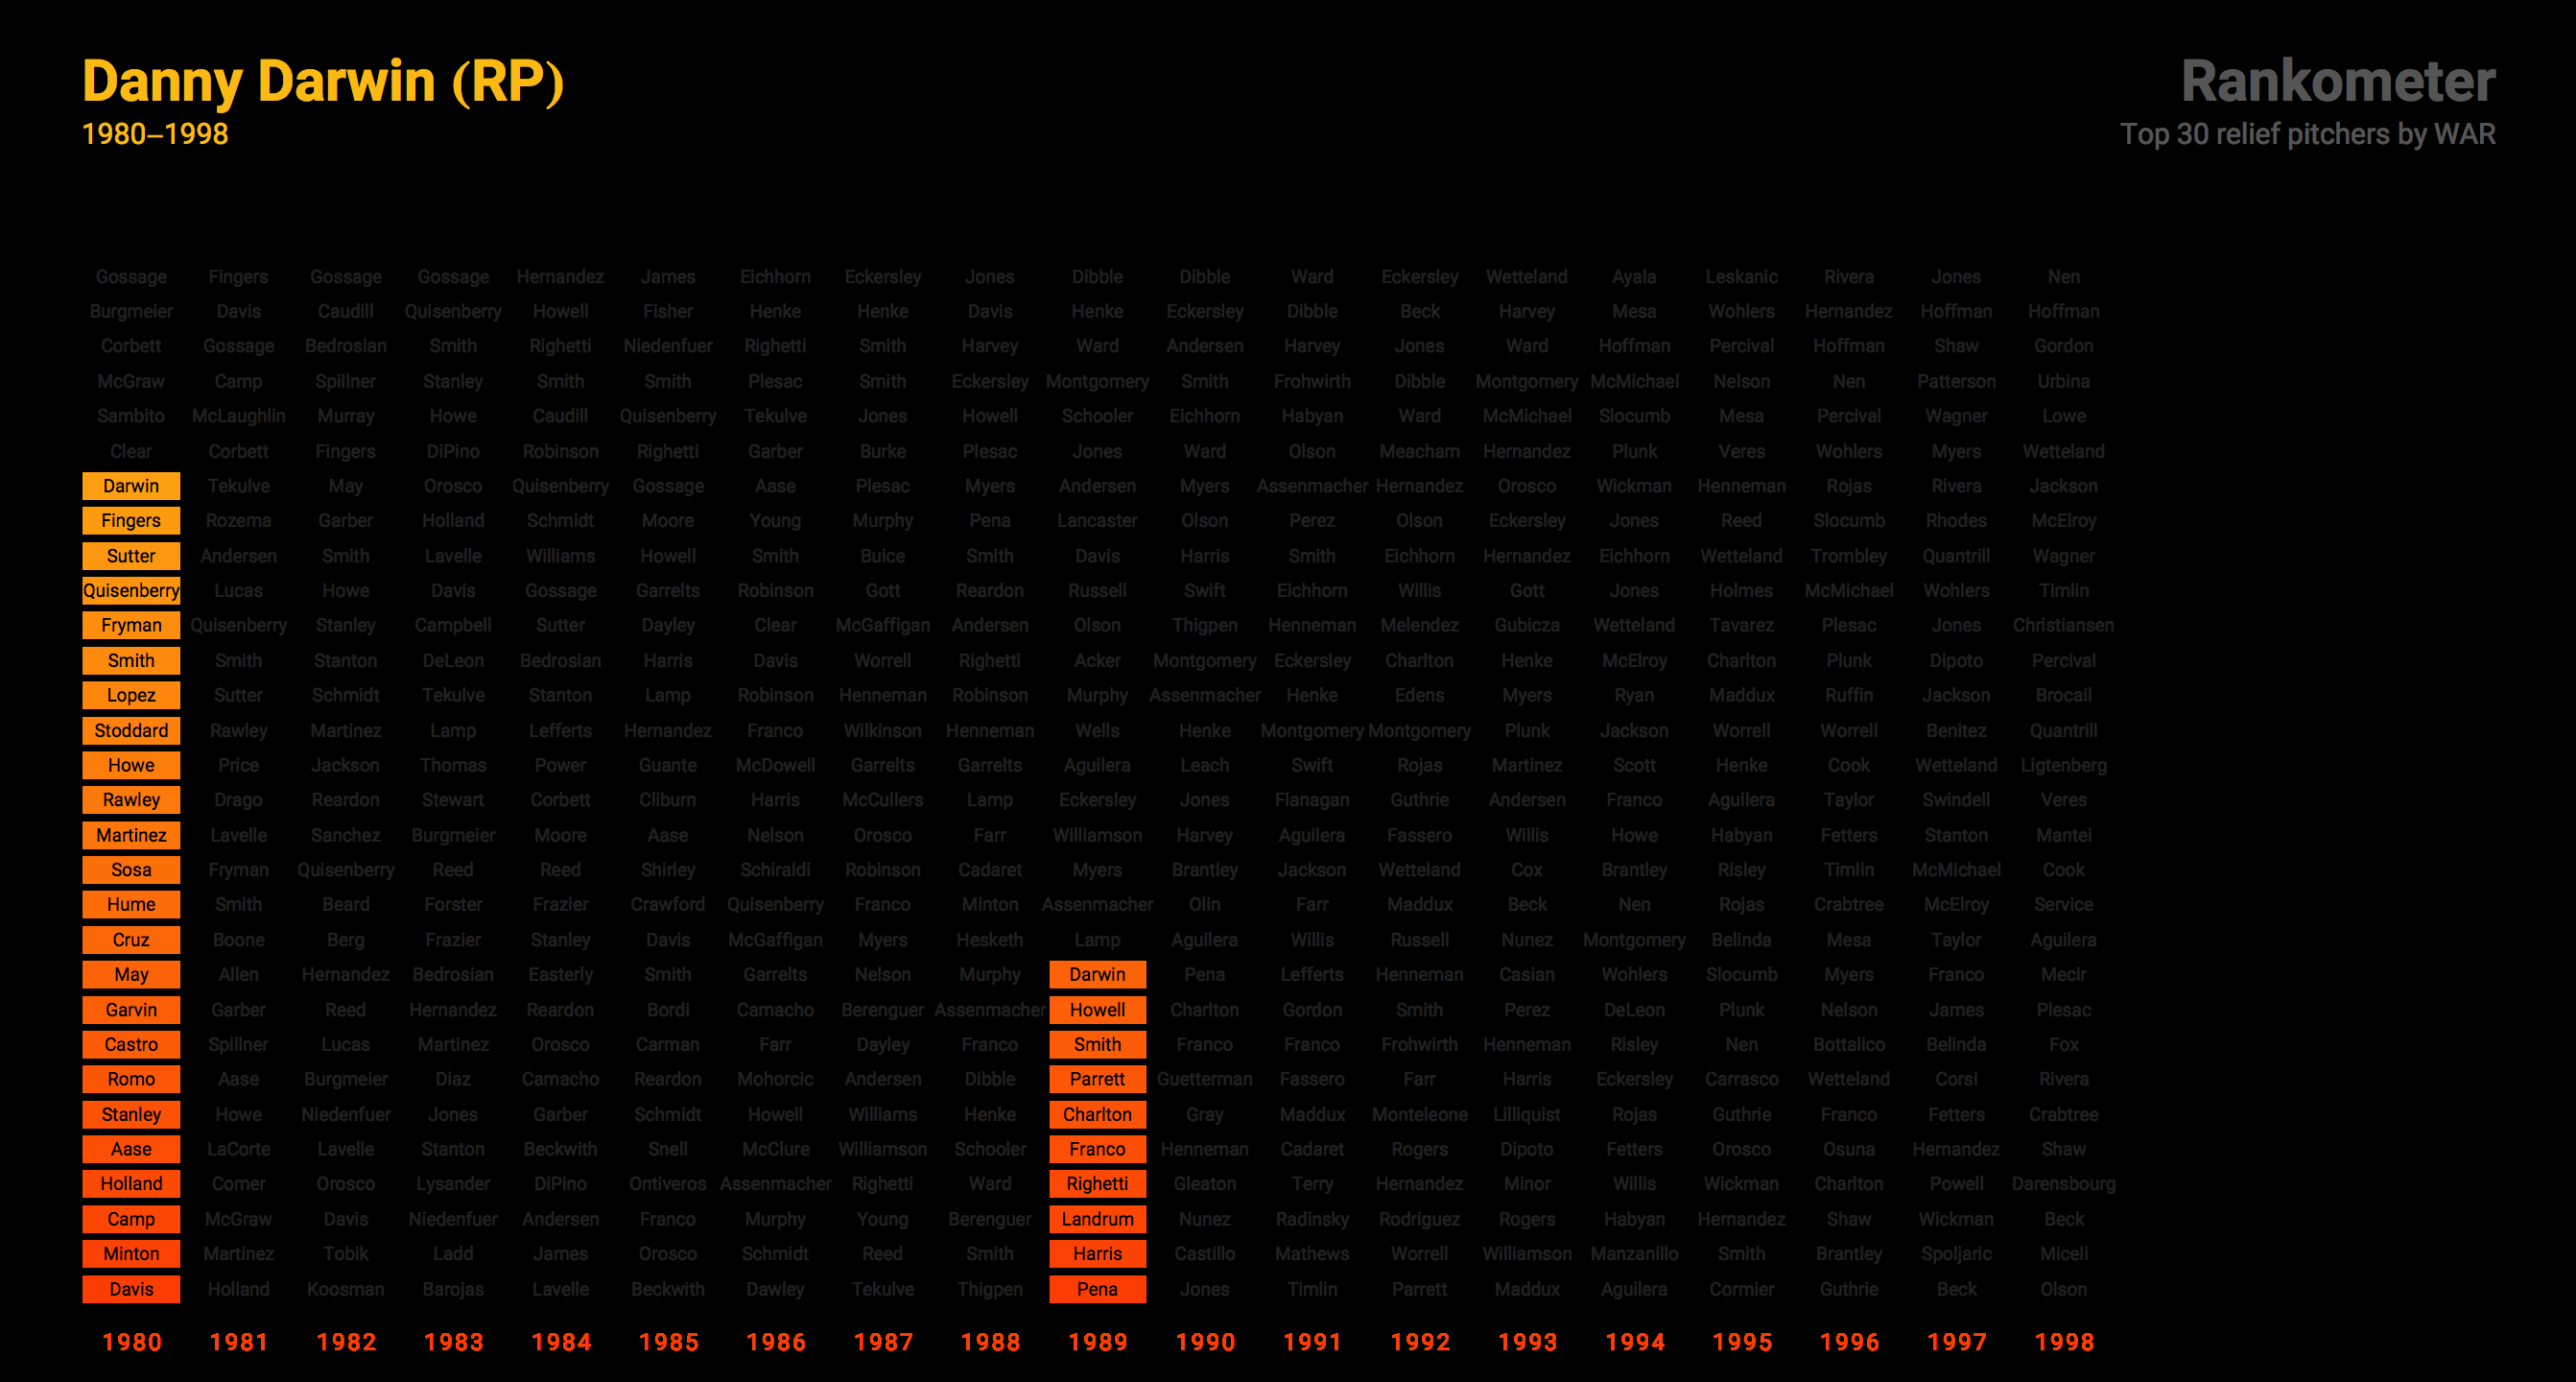 Danny Darwin (RP)
1980–1998
Rankometer
Top 30 relief pitchers by WAR
Gossage Fingers Gossage Gossage Hernandez James Eichhorn Eckersley Jones Dibble Dibble Ward Eckersley Wetteland Ayala Leskanic Rivera Jones Nen
Burgmeier Davis Caudill Quisenberry Howell Fisher Henke Henke Davis Henke Eckersley Dibble Beck Harvey Mesa Wohlers Hernandez Hoffman Hoffman
Corbett Gossage Bedrosian Smith Righetti Niedenfuer Righetti Smith Harvey Ward Andersen Harvey Jones Ward Hoffman Percival Hoffman Shaw Gordon
McGraw Camp Spillner Stanley Smith Smith Plesac Smith Eckersley Montgomery Smith Frohwirth Dibble Montgomery McMichael Nelson Nen Patterson Urbina
Sambito McLaughlin Murray Howe Caudill Quisenberry Tekulve Jones Howell Schooler Eichhorn Habyan Ward McMichael Slocumb Mesa Percival Wagner Lowe
Clear Corbett Fingers DiPino Robinson Righetti Garber Burke Plesac Jones Ward Olson Meacham Hernandez Plunk Veres Wohlers Myers Wetteland
Darwin Tekulve May Orosco Quisenberry Gossage Aase Plesac Myers Andersen Myers Assenmacher Hernandez Orosco Wickman Henneman Rojas Rivera Jackson
Fingers Rozema Garber Holland Schmidt Moore Young Murphy Pena Lancaster Olson Perez Olson Eckersley Jones Reed Slocumb Rhodes McElroy
Sutter Andersen Smith Lavelle Williams Howell Smith Buice Smith Davis Harris Smith Eichhorn Hernandez Eichhorn Wetteland Trombley Quantrill Wagner
Quisenberry Lucas Howe Davis Gossage Garrelts Robinson Gott Reardon Russell Swift Eichhorn Willis Gott Jones Holmes McMichael Wohlers Timlin
Fryman Quisenberry Stanley Campbell Sutter Dayley Clear McGaffigan Andersen Olson Thigpen Henneman Melendez Gubicza Wetteland Tavarez Plesac Jones Christiansen
Smith Smith Stanton DeLeon Bedrosian Harris Davis Worrell Righetti Acker Montgomery Eckersley Charlton Henke McElroy Charlton Plunk Dipoto Percival
Lopez Sutter Schmidt Tekulve Stanton Lamp Robinson Henneman Robinson Murphy Assenmacher Henke Edens Myers Ryan Maddux Ruffin Jackson Brocail
Stoddard Rawley Martinez Lamp Lefferts Hernandez Franco Wilkinson Henneman Wells Henke Montgomery Montgomery Plunk Jackson Worrell Worrell Benitez Quantrill
Howe Price Jackson Thomas Power Guante McDowell Garrelts Garrelts Aguilera Leach Swift Rojas Martinez Scott Henke Cook Wetteland Ligtenberg
Rawley Drago Reardon Stewart Corbett Cliburn Harris McCullers Lamp Eckersley Jones Flanagan Guthrie Andersen Franco Aguilera Taylor Swindell Veres
Martinez Lavelle Sanchez Burgmeier Moore Aase Nelson Orosco Farr Williamson Harvey Aguilera Fassero Willis Howe Habyan Fetters Stanton Mantei
Sosa Fryman Quisenberry Reed Reed Shirley Schiraldi Robinson Cadaret Myers Brantley Jackson Wetteland Cox Brantley Risley Timlin McMichael Cook
Hume Smith Beard Forster Frazier Crawford Quisenberry Franco Minton Assenmacher Olin Farr Maddux Beck Nen Rojas Crabtree McElroy Service
Cruz Boone Berg Frazier Stanley Davis McGaffigan Myers Hesketh Lamp Aguilera Willis Russell Nunez Montgomery Belinda Mesa Taylor Aguilera
May Allen Hernandez Bedrosian Easterly Smith Garrelts Nelson Murphy Darwin Pena Lefferts Henneman Casian Wohlers Slocumb Myers Franco Mecir
Garvin Garber Reed Hernandez Reardon Bordi Camacho Berenguer Assenmacher Howell Charlton Gordon Smith Perez DeLeon Plunk Nelson James Plesac
Castro Spillner Lucas Martinez Orosco Carman Farr Dayley Franco Smith Franco Franco Frohwirth Henneman Risley Nen Bottalico Belinda Fox
Romo Aase Burgmeier Diaz Camacho Reardon Mohorcic Andersen Dibble Parrett Guetterman Fassero Farr Harris Eckersley Carrasco Wetteland Corsi Rivera
Stanley Howe Niedenfuer Jones Garber Schmidt Howell Williams Henke Charlton Gray Maddux Monteleone Lilliquist Rojas Guthrie Franco Fetters Crabtree
Aase LaCorte Lavelle Stanton Beckwith Snell McClure Williamson Schooler Franco Henneman Cadaret Rogers Dipoto Fetters Orosco Osuna Hernandez Shaw
Holland Comer Orosco Lysander DiPino Ontiveros Assenmacher Righetti Ward Righetti Gleaton Terry Hernandez Minor Willis Wickman Charlton Powell Darensbourg
Camp McGraw Davis Niedenfuer Andersen Franco Murphy Young Berenguer Landrum Nunez Radinsky Rodriguez Rogers Habyan Hernandez Shaw Wickman Beck
Minton Martinez Tobik Ladd James Orosco Schmidt Reed Smith Harris Castillo Mathews Worrell Williamson Manzanillo Smith Brantley Spoljaric Miceli
Davis Holland Koosman Barojas Lavelle Beckwith Dawley Tekulve Thigpen Pena Jones Timlin Parrett Maddux Aguilera Cormier Guthrie Beck Olson
1980 1981 1982 1983 1984 1985 1986 1987 1988 1989 1990 1991 1992 1993 1994 1995 1996 1997 1998